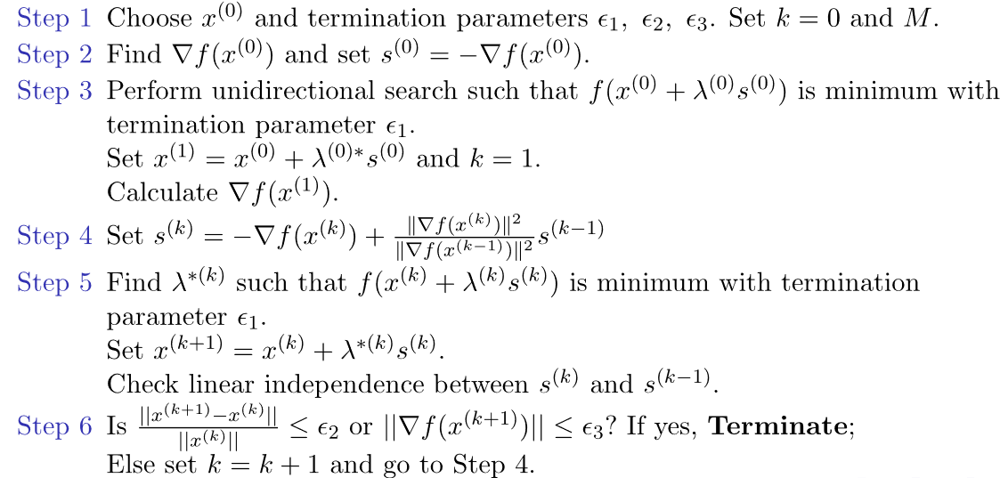 Step 1 Choose $x^{(0)}$ and termination parameters $\epsilon_1,\ \epsilon_2,\ \epsilon_3$. Set $k = 0$ and $M$.
Step 2 Find $\nabla f(x^{(0)})$ and set $s^{(0)} = -\nabla f(x^{(0)})$.
Step 3 Perform unidirectional search such that $f(x^{(0)} + \lambda^{(0)} s^{(0)})$ is minimum with
termination parameter $\epsilon_1$.
Set $x^{(1)} = x^{(0)} + \lambda^{(0)*} s^{(0)}$ and $k = 1$.
Calculate $\nabla f(x^{(1)})$.
Step 4 Set $s^{(k)} = -\nabla f(x^{(k)}) + \frac{\|\nabla f(x^{(k)})\|^2}{\|\nabla f(x^{(k-1)})\|^2} s^{(k-1)}$
Step 5 Find $\lambda^{*(k)}$ such that $f(x^{(k)} + \lambda^{(k)} s^{(k)})$ is minimum with termination
parameter $\epsilon_1$.
Set $x^{(k+1)} = x^{(k)} + \lambda^{*(k)} s^{(k)}$.
Check linear independence between $s^{(k)}$ and $s^{(k-1)}$.
Step 6 Is $\frac{||x^{(k+1)} - x^{(k)}||}{||x^{(k)}||} \leq \epsilon_2$ or $||\nabla f(x^{(k+1)})|| \leq \epsilon_3$? If yes, Terminate;
Else set $k = k + 1$ and go to Step 4.